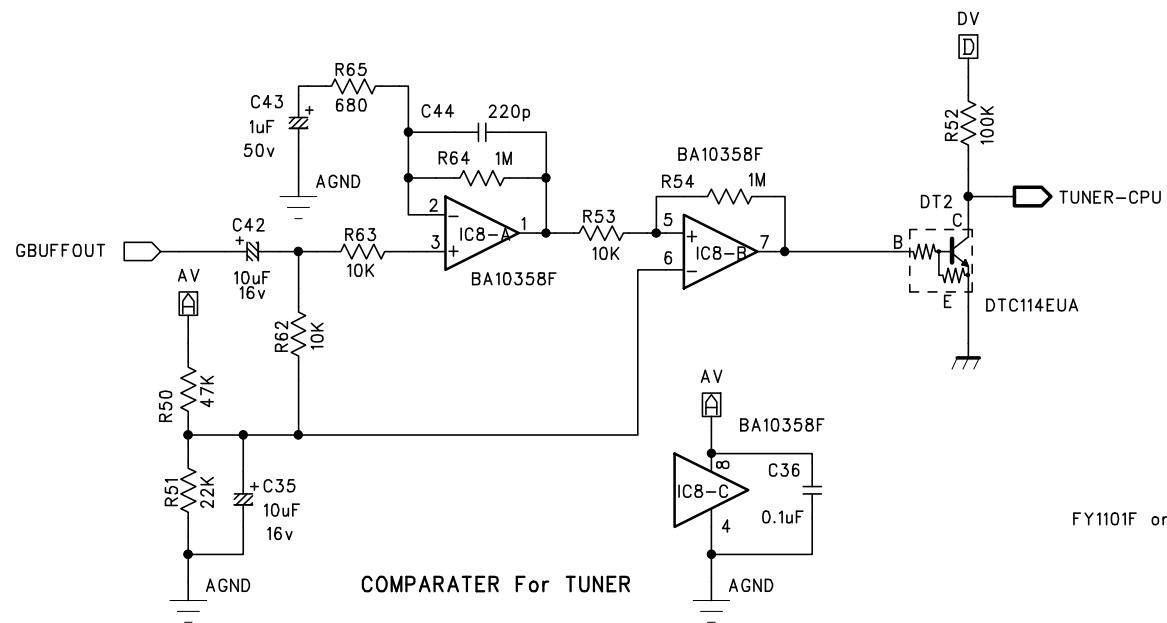 DV
D
R52
100K
R65
680
C43
+
1uF
50v
C44
220p
R64 1M
AGND
BA10358F
R54
1M
DT2
C
TUNER-CPU
2
-
IC8-A
1
3
+
BA10358F
R53
10K
5
+
IC8-B
7
6
-
B
E
DTC114EUA
GBUFFOUT
C42
+
10uF
16v
R63
10K
AV
A
R62
10K
R50
47K
R51
22K
+
C35
10uF
16v
AGND
AV
A
BA10358F
8
IC8-C
4
C36
0.1uF
AGND
FY1101F or
COMPARATER For TUNER